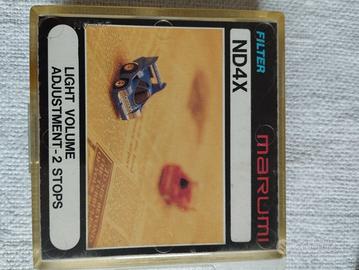 FILTER
marumi
ND4X
LIGHT VOLUME
ADJUSTMENT-2 STOPS